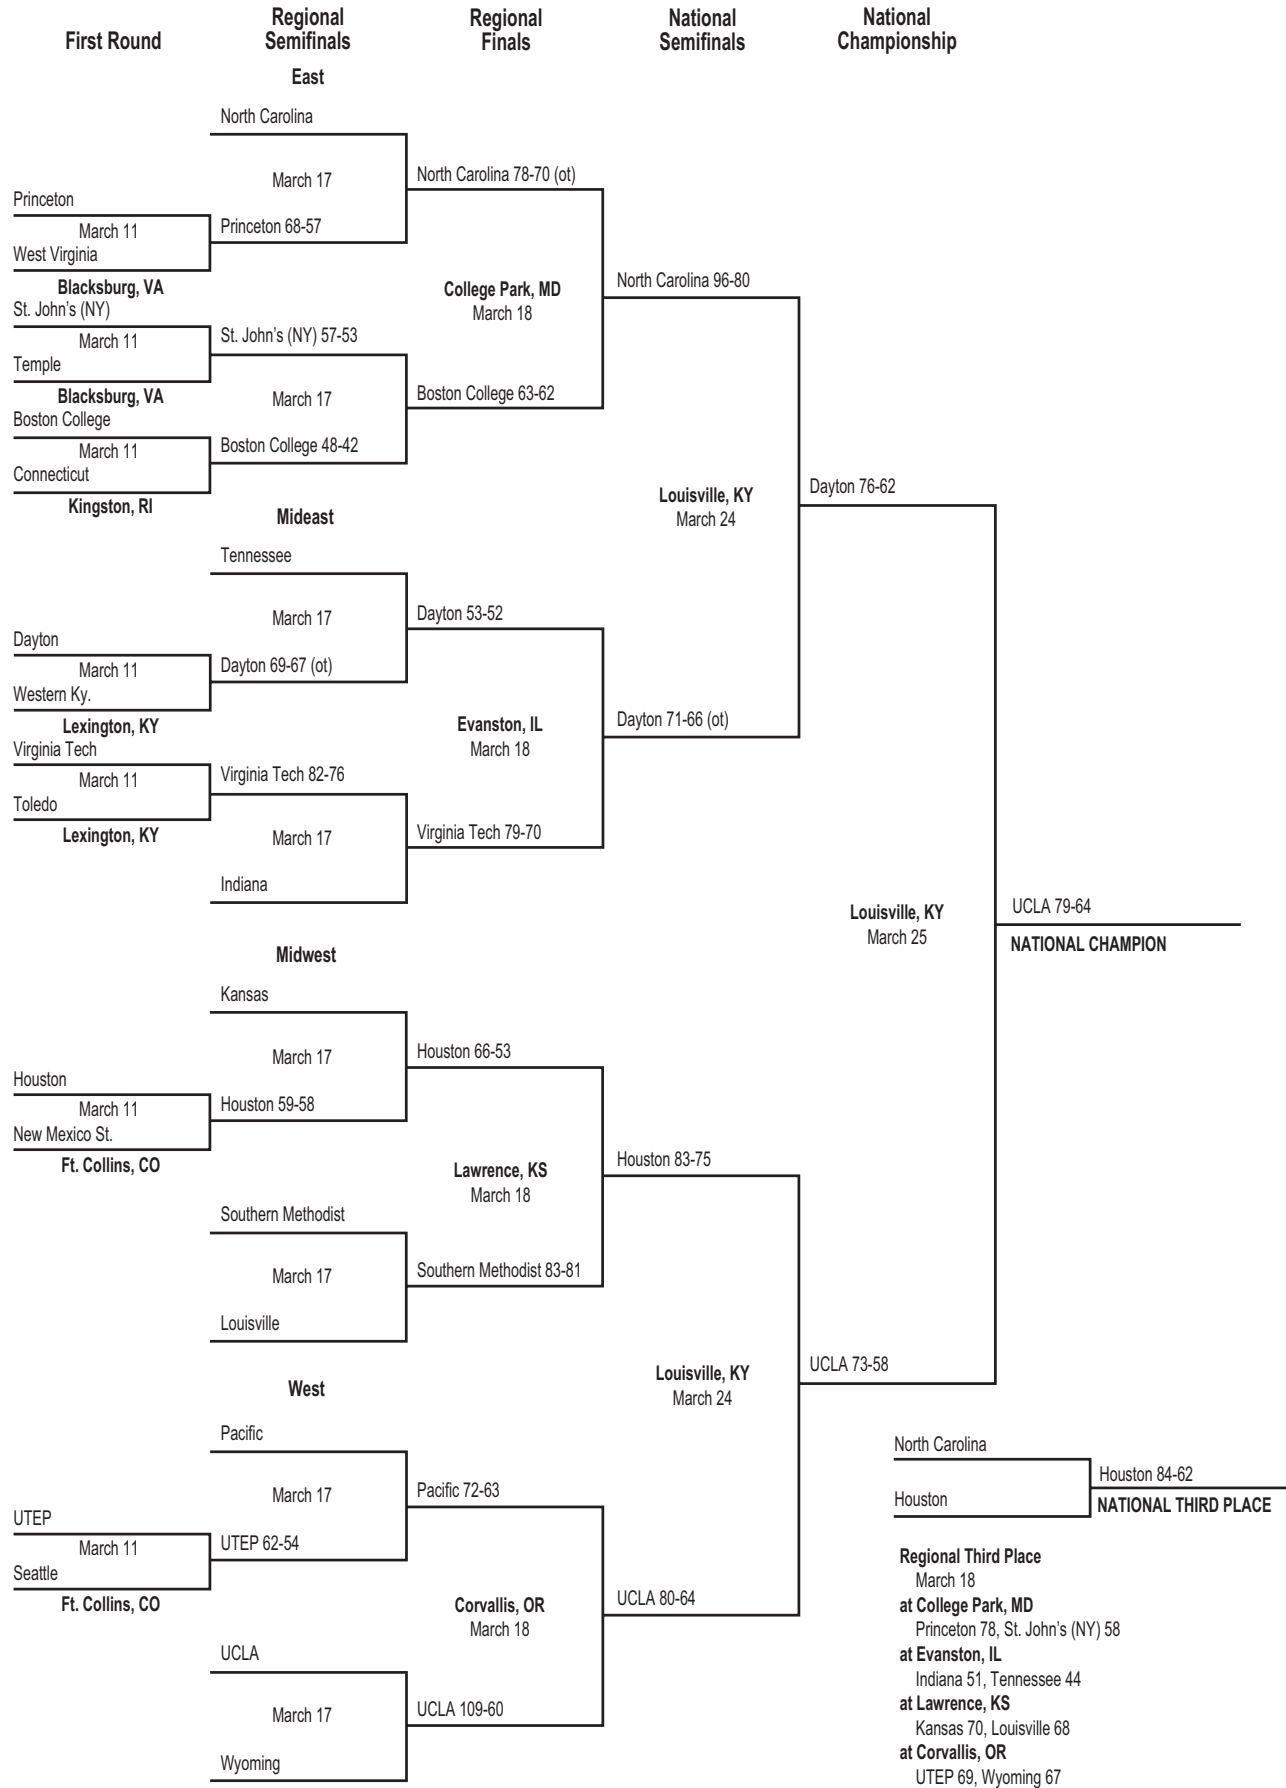 First Round
Regional
Semifinals
Regional
Finals
National
Semifinals
National
Championship
East
North Carolina
March 17
North Carolina 78-70 (ot)
Princeton
March 11
Princeton 68-57
West Virginia
Blacksburg, VA
College Park, MD
March 18
North Carolina 96-80
St. John's (NY)
March 11
St. John's (NY) 57-53
Temple
Blacksburg, VA
March 17
Boston College 63-62
Boston College
March 11
Boston College 48-42
Connecticut
Kingston, RI
Louisville, KY
March 24
Dayton 76-62
Mideast
Tennessee
March 17
Dayton 53-52
Dayton
March 11
Dayton 69-67 (ot)
Western Ky.
Lexington, KY
Evanston, IL
March 18
Dayton 71-66 (ot)
Virginia Tech
March 11
Virginia Tech 82-76
Toledo
Lexington, KY
March 17
Virginia Tech 79-70
Indiana
Louisville, KY
March 25
UCLA 79-64
NATIONAL CHAMPION
Midwest
Kansas
March 17
Houston 66-53
Houston
March 11
Houston 59-58
New Mexico St.
Ft. Collins, CO
Lawrence, KS
March 18
Houston 83-75
Southern Methodist
March 17
Southern Methodist 83-81
Louisville
Louisville, KY
March 24
UCLA 73-58
West
Pacific
March 17
Pacific 72-63
UTEP
March 11
UTEP 62-54
Seattle
Ft. Collins, CO
Corvallis, OR
March 18
UCLA 80-64
UCLA
March 17
UCLA 109-60
Wyoming
North Carolina
Houston
Houston 84-62
NATIONAL THIRD PLACE
Regional Third Place
March 18
at College Park, MD
Princeton 78, St. John's (NY) 58
at Evanston, IL
Indiana 51, Tennessee 44
at Lawrence, KS
Kansas 70, Louisville 68
at Corvallis, OR
UTEP 69, Wyoming 67